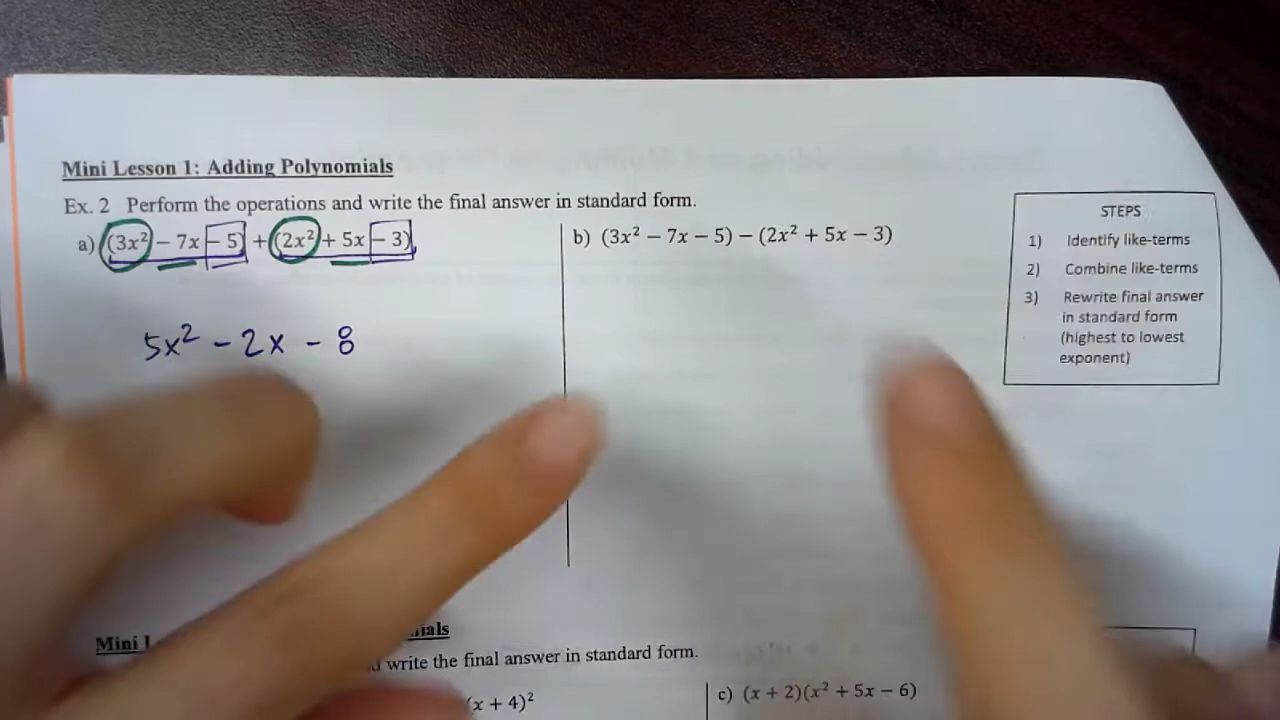 Mini Lesson 1: Adding Polynomials
Ex. 2 Perform the operations and write the final answer in standard form.
a) (3x² − 7x − 5) + (2x² + 5x − 3)
5x² − 2x − 8
b) (3x² − 7x − 5) − (2x² + 5x − 3)
STEPS
1) Identify like-terms
2) Combine like-terms
3) Rewrite final answer
in standard form
(highest to lowest
exponent)
Mini
write the final answer in standard form.
(x + 4)²
c) (x + 2)(x² + 5x − 6)